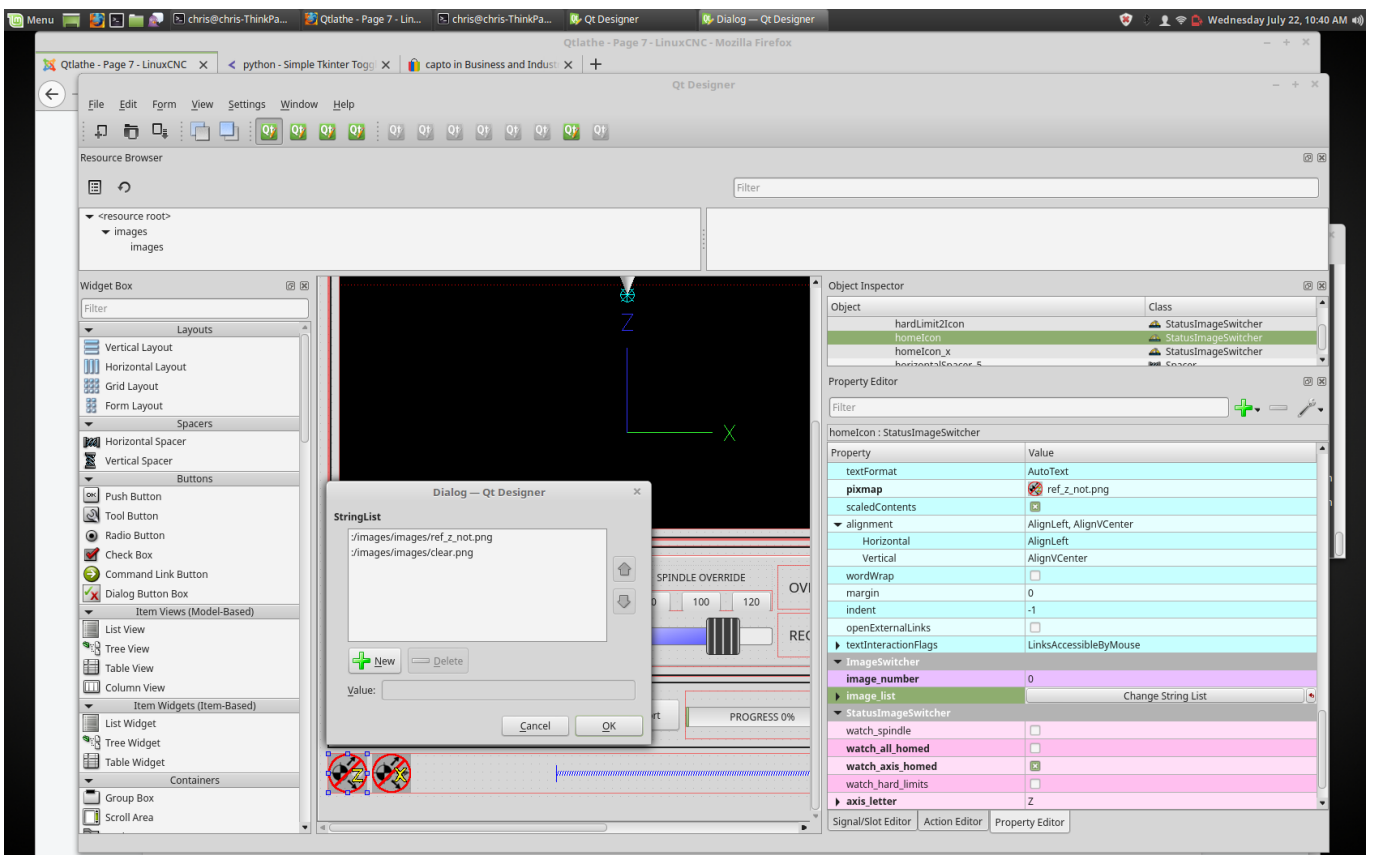 Menu chris@chris-ThinkPa... Qtlathe - Page 7 - Lin... chris@chris-ThinkPa... Qt Designer Dialog — Qt Designer Wednesday July 22, 10:40 AM
Qtlathe - Page 7 - LinuxCNC - Mozilla Firefox
Qtlathe - Page 7 - LinuxCNC python - Simple Tkinter Togg capto in Business and Indust
Qt Designer
File Edit Form View Settings Window Help
Resource Browser
Filter
<resource root>
images
images
Widget Box
Filter
Layouts
Vertical Layout
Horizontal Layout
Grid Layout
Form Layout
Spacers
Horizontal Spacer
Vertical Spacer
Buttons
Push Button
Tool Button
Radio Button
Check Box
Command Link Button
Dialog Button Box
Item Views (Model-Based)
List View
Tree View
Table View
Column View
Item Widgets (Item-Based)
List Widget
Tree Widget
Table Widget
Containers
Group Box
Scroll Area
Z
X
Dialog — Qt Designer
StringList
:/images/images/ref_z_not.png
:/images/images/clear.png
New Delete
Value:
Cancel OK
SPINDLE OVERRIDE
0 100 120
OVI
REC
rt
PROGRESS 0%
Z X
Object Inspector
Object Class
hardLimit2Icon StatusImageSwitcher
homeIcon StatusImageSwitcher
homeIcon_x StatusImageSwitcher
horizontalSpacer_5 Spacer
Property Editor
Filter
homeIcon : StatusImageSwitcher
Property Value
textFormat AutoText
pixmap ref_z_not.png
scaledContents
alignment AlignLeft, AlignVCenter
Horizontal AlignLeft
Vertical AlignVCenter
wordWrap
margin 0
indent -1
openExternalLinks
textInteractionFlags LinksAccessibleByMouse
ImageSwitcher
image_number 0
image_list Change String List
StatusImageSwitcher
watch_spindle
watch_all_homed
watch_axis_homed
watch_hard_limits
axis_letter Z
Signal/Slot Editor Action Editor Property Editor